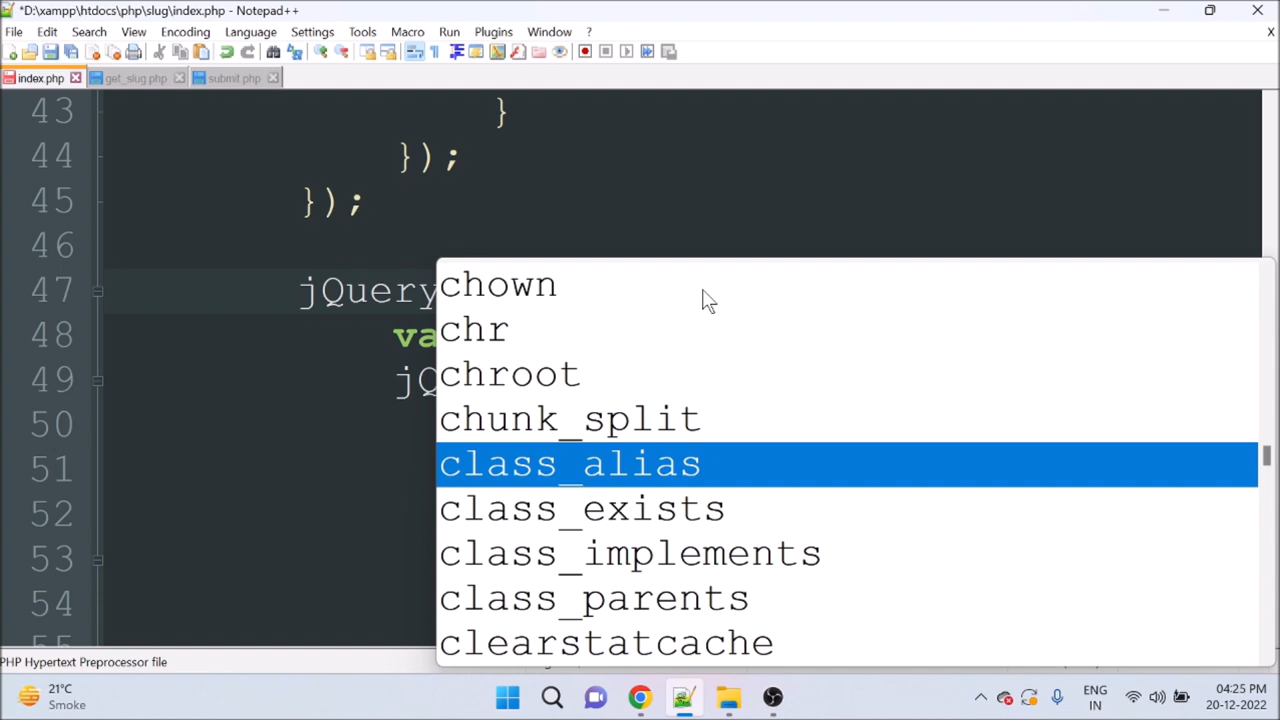 *D:\xampp\htdocs\php\slug\index.php - Notepad++
File Edit Search View Encoding Language Settings Tools Macro Run Plugins Window ? X
index.php get_slug.php submit.php
43 }
44 });
45 });
46
47 jQuery
48 va
49 jQ
50
51
52
53
54
55
chown
chr
chroot
chunk_split
class_alias
class_exists
class_implements
class_parents
clearstatcache
PHP Hypertext Preprocessor file
21°C
Smoke
ENG
IN
04:25 PM
20-12-2022